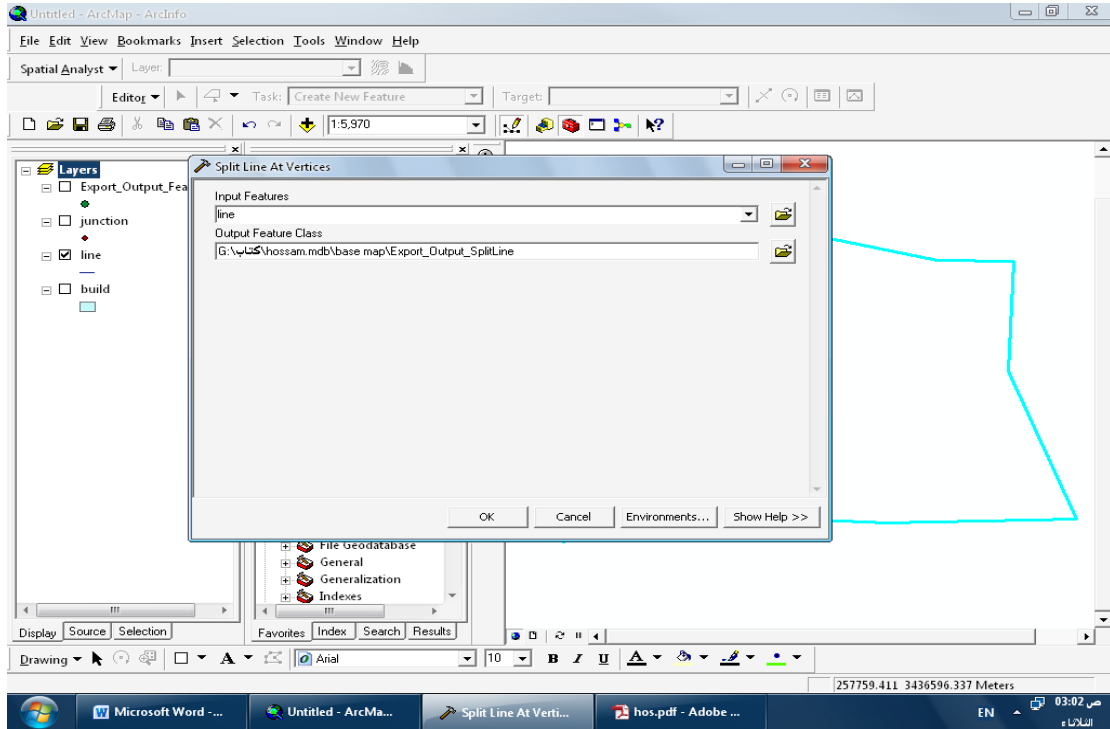 Untitled - ArcMap - ArcInfo
File Edit View Bookmarks Insert Selection Tools Window Help
Spatial Analyst Layer:
Editor Task: Create New Feature Target:
1:5,970
Layers
Export_Output_Fea
junction
line
build
Split Line At Vertices
Input Features
line
Output Feature Class
G:\كتاب\hossam.mdb\base map\Export_Output_SplitLine
OK Cancel Environments... Show Help >>
File Geodatabase
General
Generalization
Indexes
Display Source Selection
Favorites Index Search Results
Drawing A Arial 10 B I U A
257759.411 3436596.337 Meters
Microsoft Word -... Untitled - ArcMa... Split Line At Verti... hos.pdf - Adobe ... EN 03:02 ص
الثلاثاء